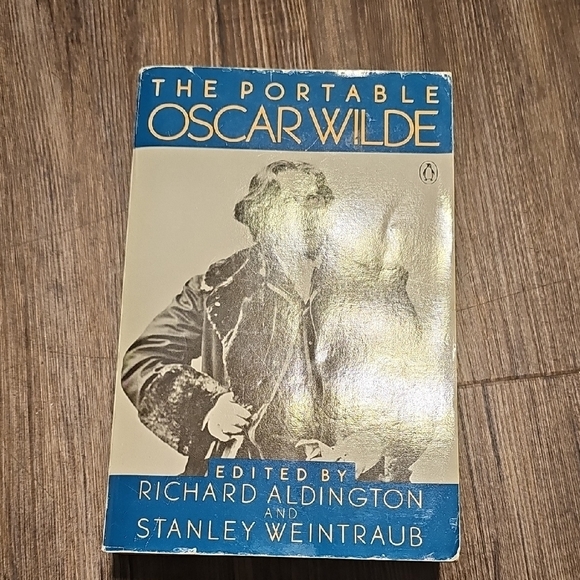 THE PORTABLE
OSCAR WILDE
EDITED BY
RICHARD ALDINGTON
AND
STANLEY WEINTRAUB